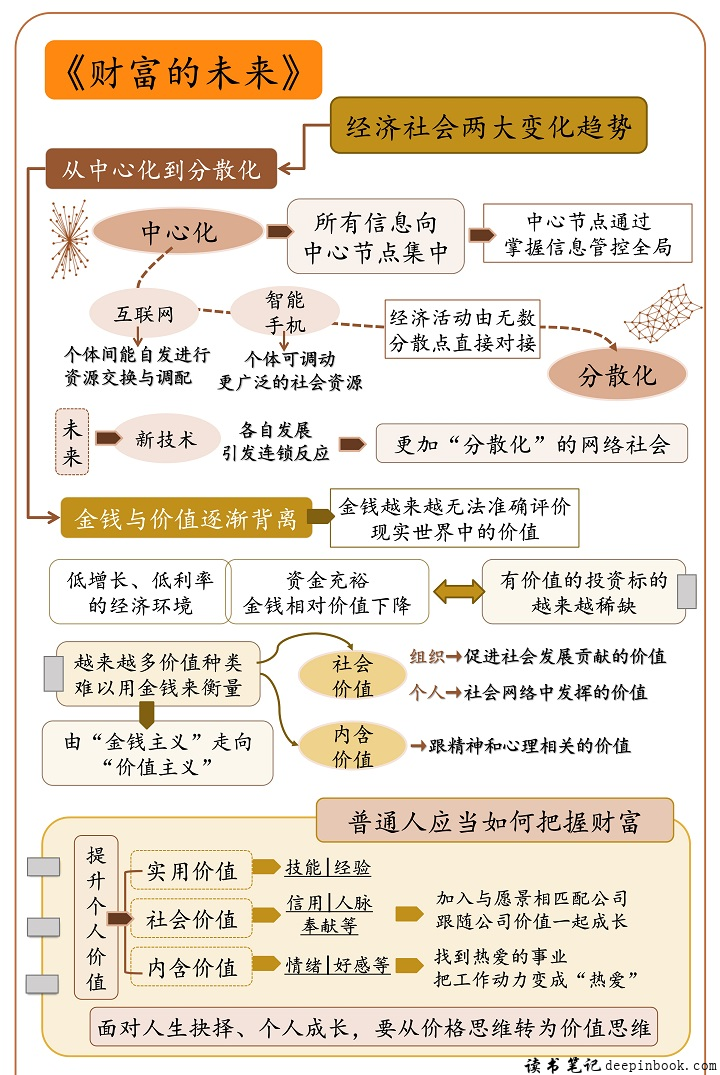 《财富的未来》
经济社会两大变化趋势
从中心化到分散化
中心化
所有信息向
中心节点集中
中心节点通过
掌握信息管控全局
互联网
个体间能自发进行
资源交换与调配
智能
手机
个体可调动
更广泛的社会资源
经济活动由无数
分散点直接对接
分散化
未来
新技术
各自发展
引发连锁反应
更加“分散化”的网络社会
金钱与价值逐渐背离
金钱越来越无法准确评价
现实世界中的价值
低增长、低利率
的经济环境
资金充裕
金钱相对价值下降
有价值的投资标的
越来越稀缺
越来越多价值种类
难以用金钱来衡量
社会
价值
组织→促进社会发展贡献的价值
个人→社会网络中发挥的价值
内含
价值
→跟精神和心理相关的价值
由“金钱主义”走向
“价值主义”
普通人应当如何把握财富
提升个人价值
实用价值
技能|经验
社会价值
信用|人脉
奉献等
加入与愿景相匹配公司
跟随公司价值一起成长
内含价值
情绪|好感等
找到热爱的事业
把工作动力变成“热爱”
面对人生抉择、个人成长，要从价格思维转为价值思维
读书笔记deepinbook.com